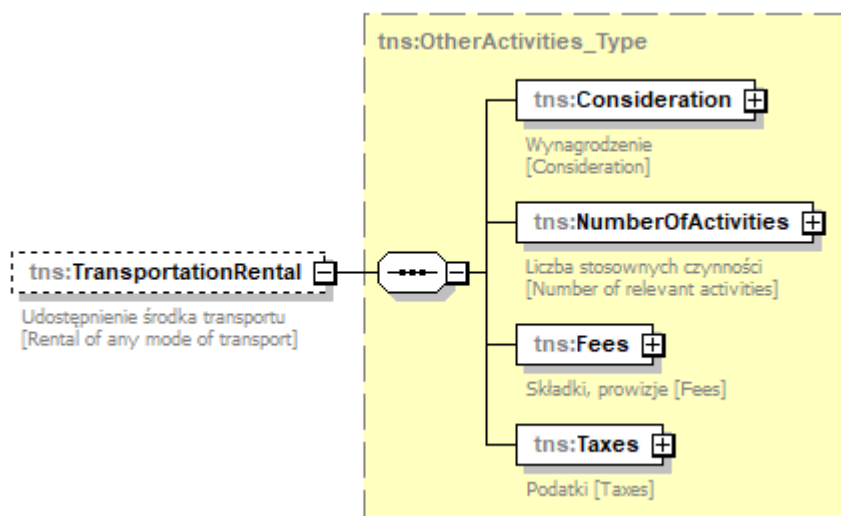 tns:OtherActivities_Type
tns:Consideration
Wynagrodzenie
[Consideration]
tns:NumberOfActivities
Liczba stosownych czynności
[Number of relevant activities]
tns:TransportationRental
Udostępnienie środka transportu
[Rental of any mode of transport]
tns:Fees
Składki, prowizje [Fees]
tns:Taxes
Podatki [Taxes]